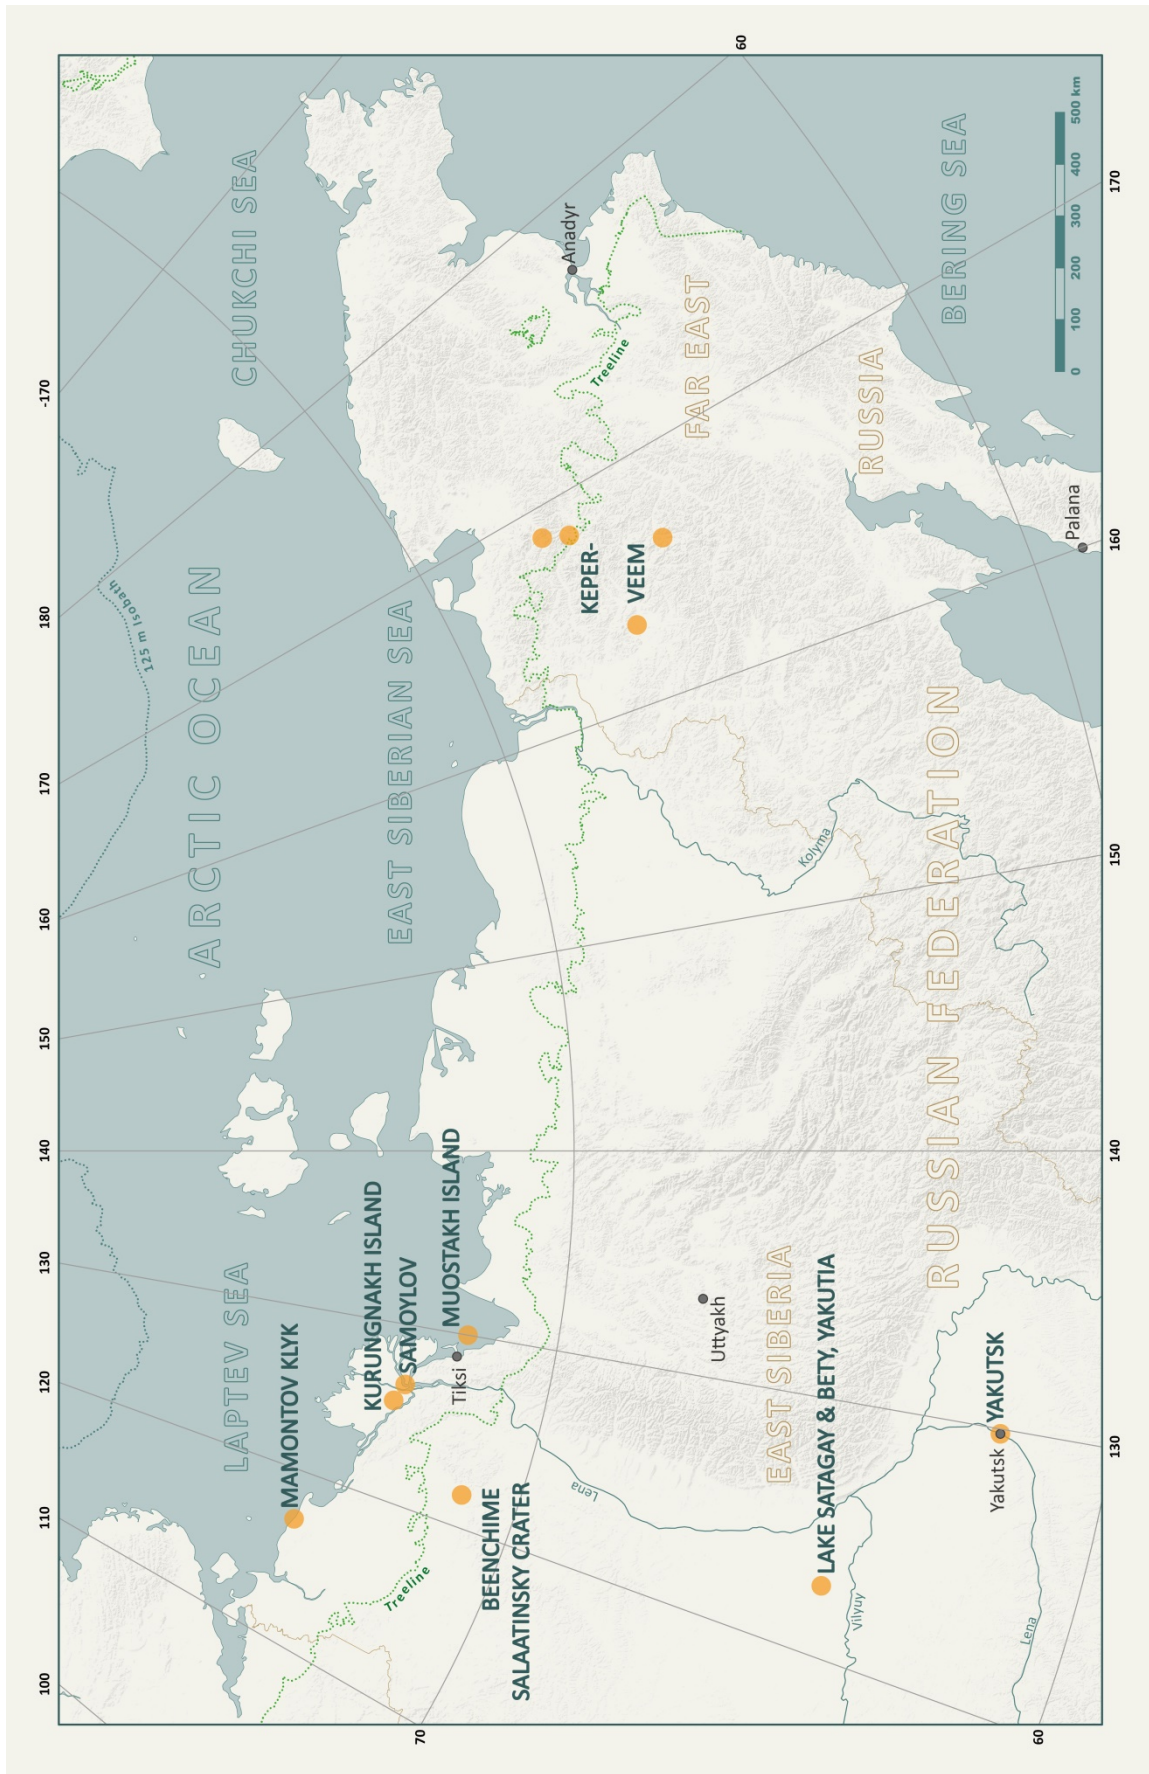 100
110
120
130
140
150
160
170
180
-170
60
CHUKCHI SEA
125 m Isobath
ARCTIC OCEAN
EAST SIBERIAN SEA
LAPTEV SEA
MAMONTOV KLYK
KURUNGNAKH ISLAND
SAMOYLOV
MUOSTAKH ISLAND
Tiksi
Treeline
BEENCHIME
SALAATINSKY CRATER
Lena
Uttyakh
EAST SIBERIA
LAKE SATAGAY & BETY, YAKUTIA
Vilyuy
Yakutsk
YAKUTSK
Lena
RUSSIAN FEDERATION
Kolyma
KEPER-
VEEM
Treeline
Anadyr
FAR EAST
RUSSIA
BERING SEA
Palana
0 100 200 300 400 500 km
70
60
130
140
150
160
170